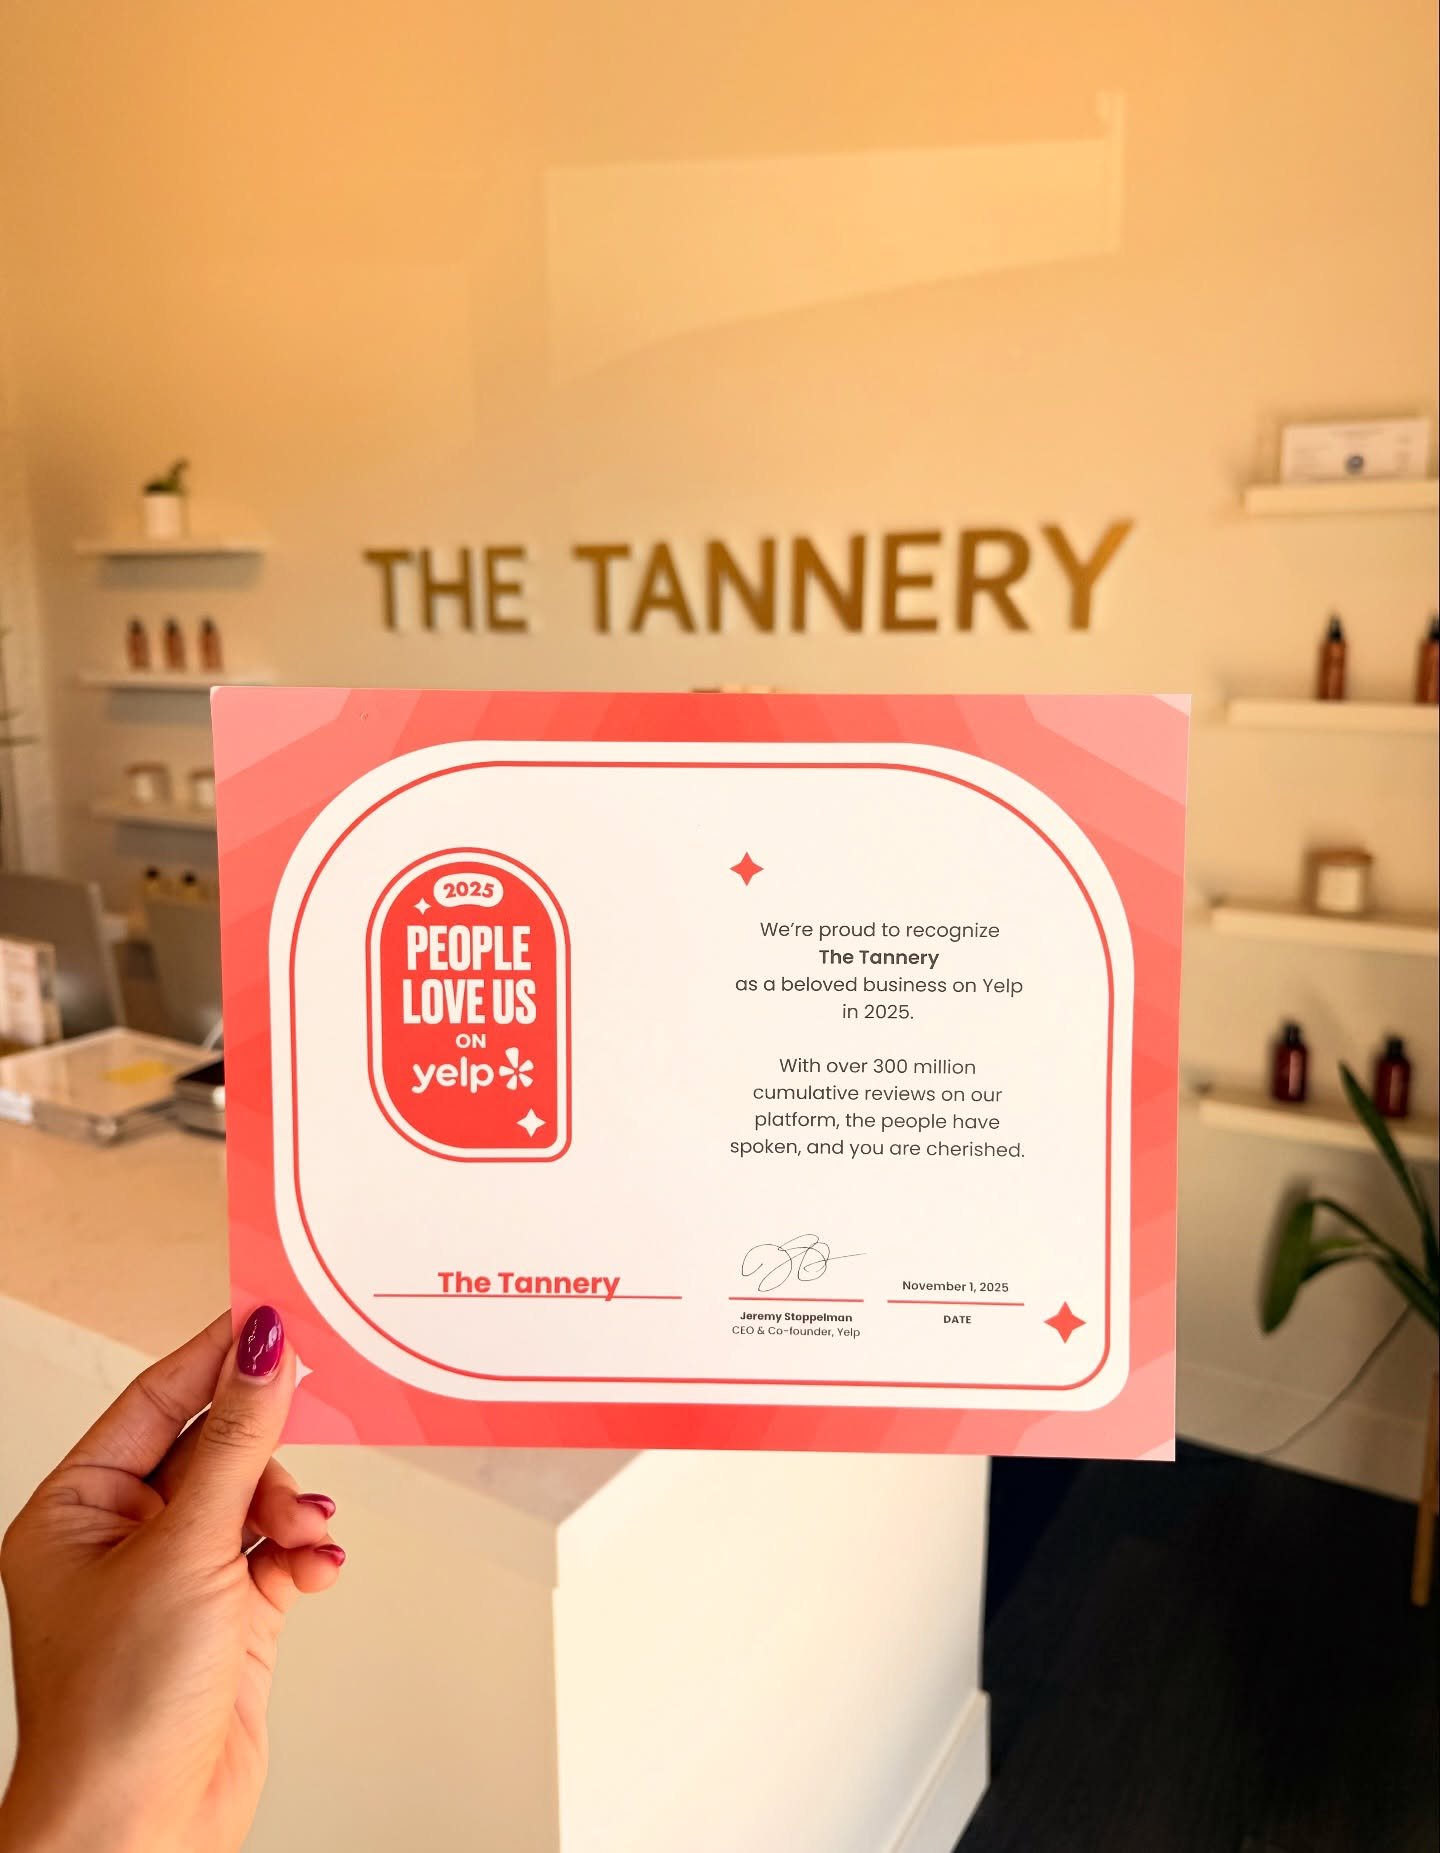 THE TANNERY
2025
PEOPLE
LOVE US
ON
yelp
We're proud to recognize
The Tannery
as a beloved business on Yelp
in 2025.
With over 300 million
cumulative reviews on our
platform, the people have
spoken, and you are cherished.
The Tannery
Jeremy Stoppelman
CEO & Co-founder, Yelp
November 1, 2025
DATE